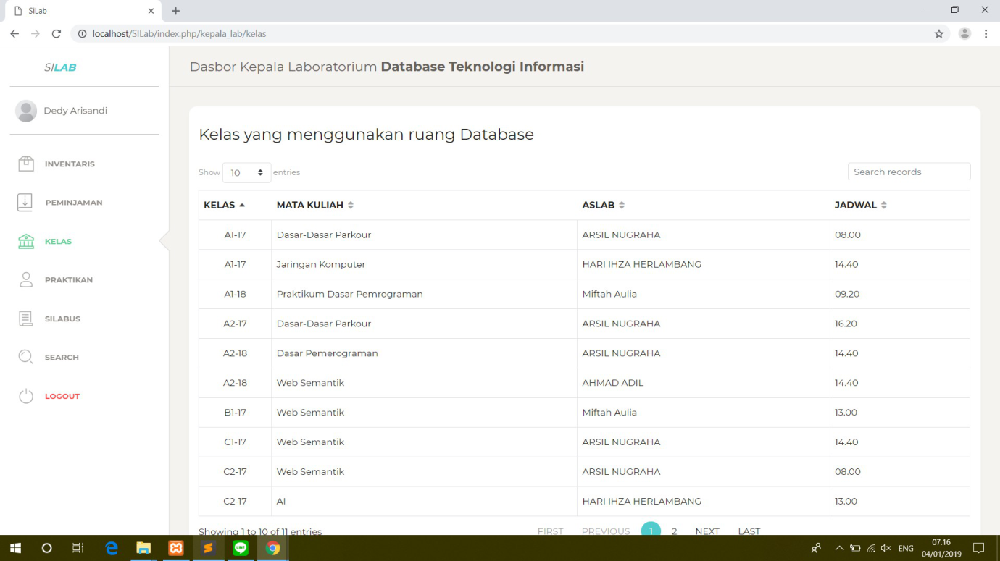 SiLab
localhost/SILab/index.php/kepala_lab/kelas
SILAB
Dasbor Kepala Laboratorium Database Teknologi Informasi
Dedy Arisandi
INVENTARIS
PEMINJAMAN
KELAS
PRAKTIKAN
SILABUS
SEARCH
LOGOUT
Kelas yang menggunakan ruang Database
Show 10 entries
Search records
KELAS MATA KULIAH ASLAB JADWAL
A1-17 Dasar-Dasar Parkour ARSIL NUGRAHA 08.00
A1-17 Jaringan Komputer HARI IHZA HERLAMBANG 14.40
A1-18 Praktikum Dasar Pemrograman Miftah Aulia 09.20
A2-17 Dasar-Dasar Parkour ARSIL NUGRAHA 16.20
A2-18 Dasar Pemerograman ARSIL NUGRAHA 14.40
A2-18 Web Semantik AHMAD ADIL 14.40
B1-17 Web Semantik Miftah Aulia 13.00
C1-17 Web Semantik ARSIL NUGRAHA 14.40
C2-17 Web Semantik ARSIL NUGRAHA 08.00
C2-17 AI HARI IHZA HERLAMBANG 13.00
Showing 1 to 10 of 11 entries FIRST PREVIOUS 1 2 NEXT LAST
LINE
ENG
07.16
04/01/2019